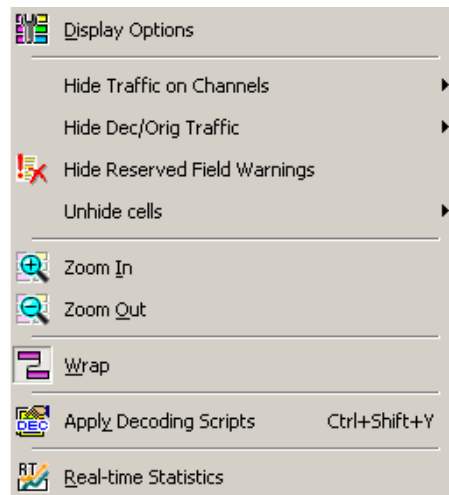 Display Options
Hide Traffic on Channels
Hide Dec/Orig Traffic
Hide Reserved Field Warnings
Unhide cells
Zoom In
Zoom Out
Wrap
DEC Apply Decoding Scripts Ctrl+Shift+Y
RT Real-time Statistics